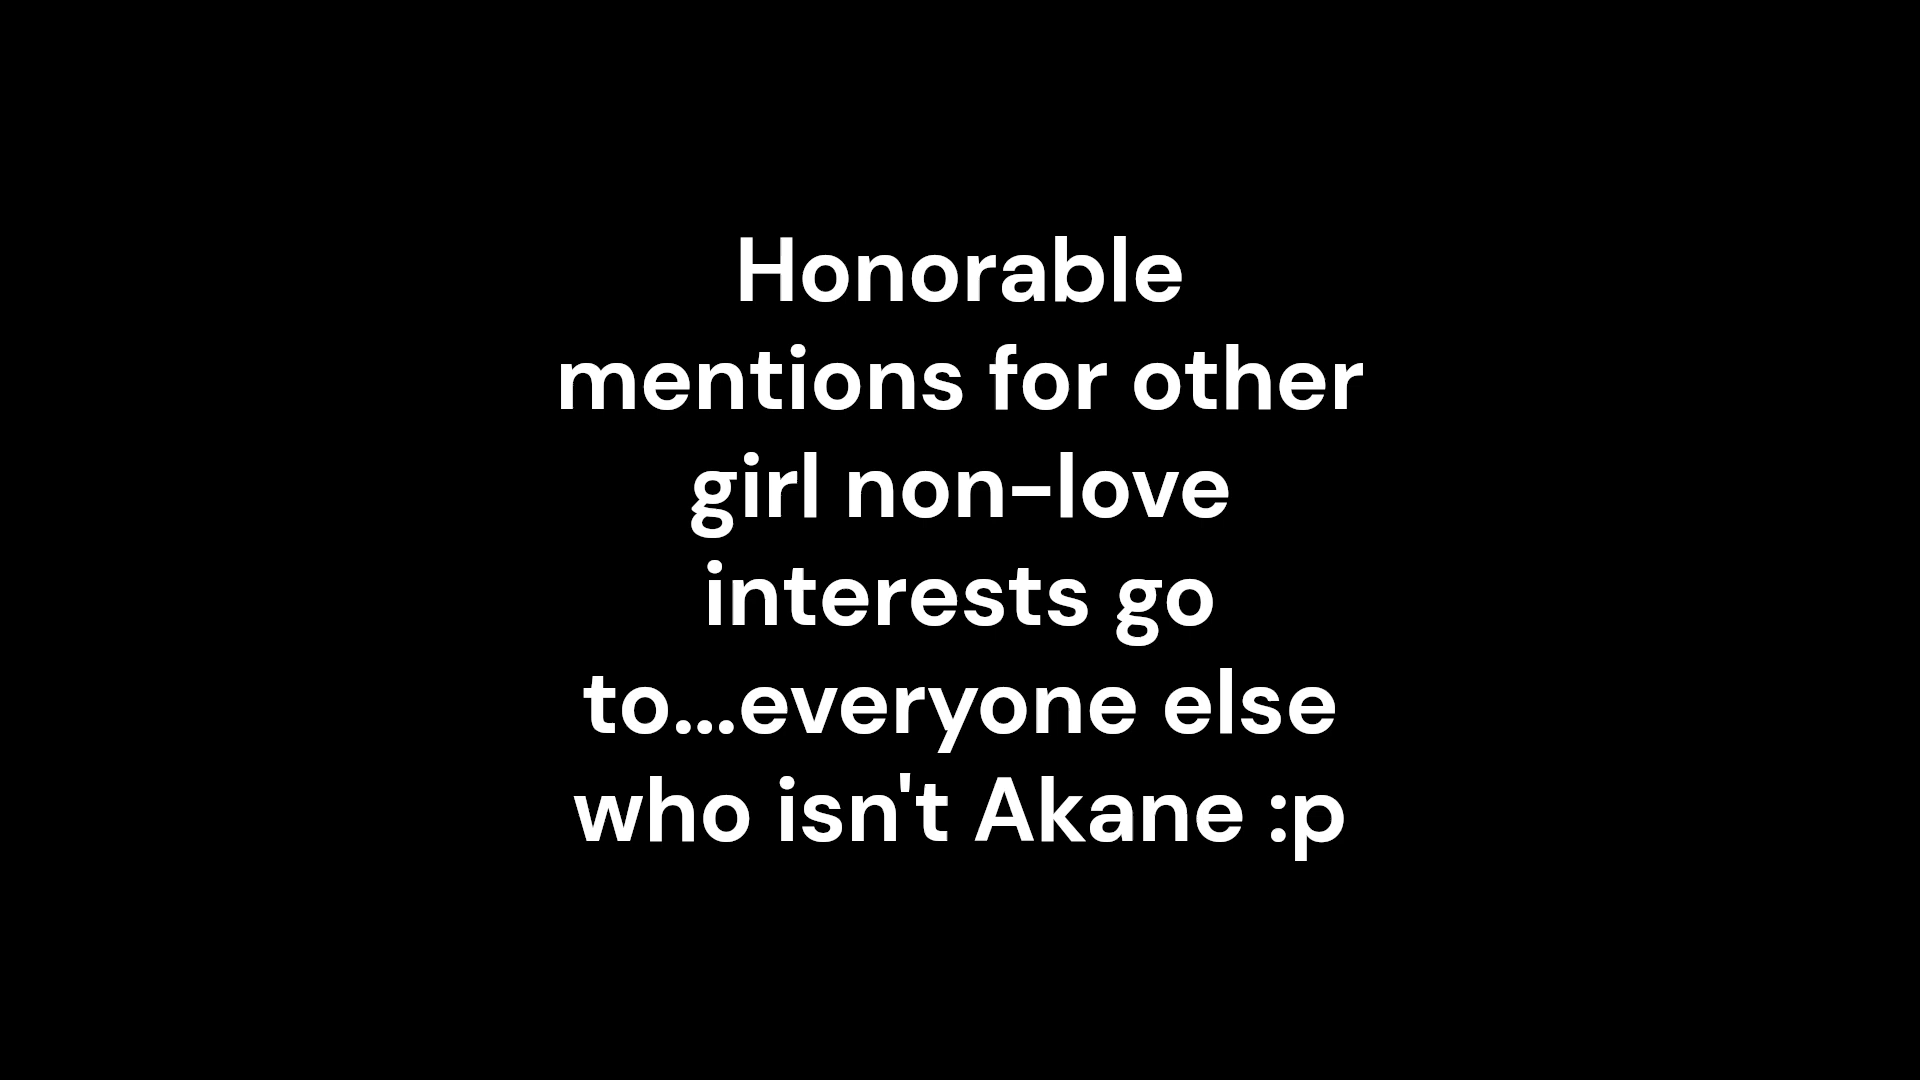 Honorable
mentions for other
girl non-love
interests go
to...everyone else
who isn't Akane :p